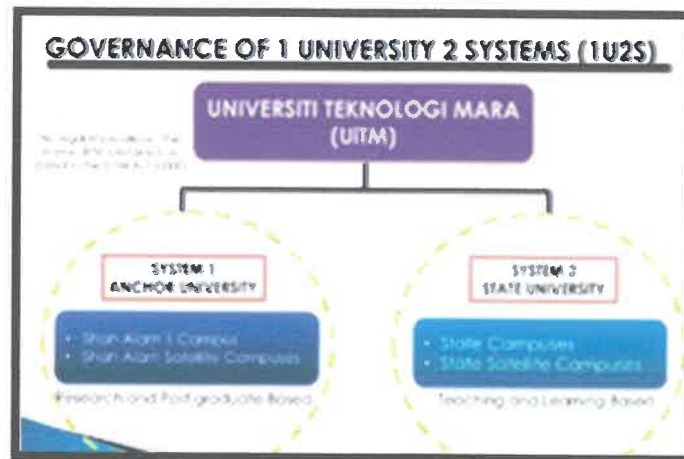 GOVERNANCE OF 1 UNIVERSITY 2 SYSTEMS (1U2S)
UNIVERSITI TEKNOLOGI MARA
(UiTM)
SYSTEM 1
ANCHOR UNIVERSITY
• Shah Alam 1 Campus
• Shah Alam Satellite Campuses
Research and Post graduate Based
SYSTEM 2
STATE UNIVERSITY
• State Campuses
• State Satellite Campuses
Teaching and Learning Based